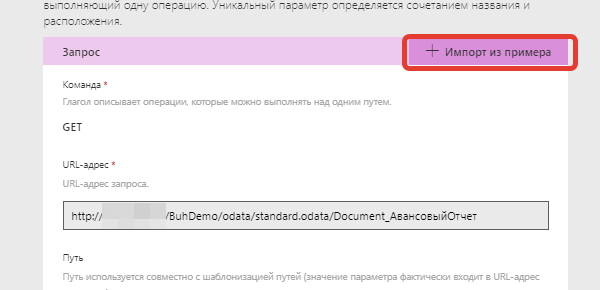 выполняющий одну операцию. Уникальный параметр определяется сочетанием названия и
расположения.
Запрос
Импорт из примера
Команда *
Глагол описывает операции, которые можно выполнять над одним путем.
GET
URL-адрес *
URL-адрес запроса.
http:// /BuhDemo/odata/standard.odata/Document_АвансовыйОтчет
Путь
Путь используется совместно с шаблонизацией путей (значение параметра фактически входит в URL-адрес